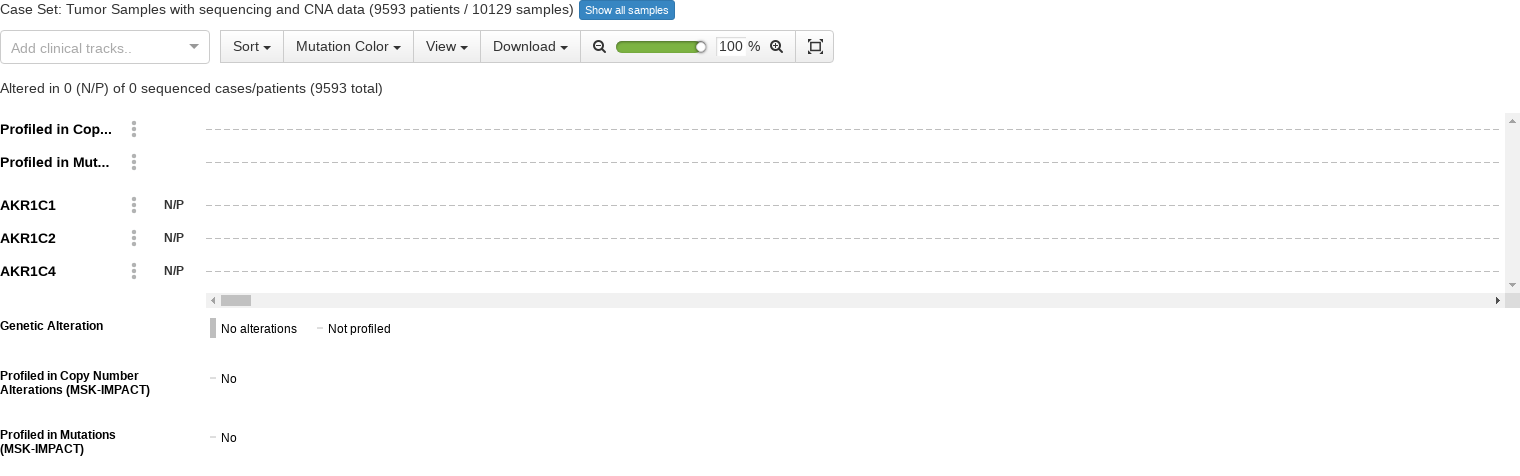 Case Set: Tumor Samples with sequencing and CNA data (9593 patients / 10129 samples) Show all samples
Add clinical tracks.. Sort Mutation Color View Download 100 %
Altered in 0 (N/P) of 0 sequenced cases/patients (9593 total)
Profiled in Cop...
Profiled in Mut...
AKR1C1 N/P
AKR1C2 N/P
AKR1C4 N/P
Genetic Alteration No alterations Not profiled
Profiled in Copy Number No
Alterations (MSK-IMPACT)
Profiled in Mutations No
(MSK-IMPACT)